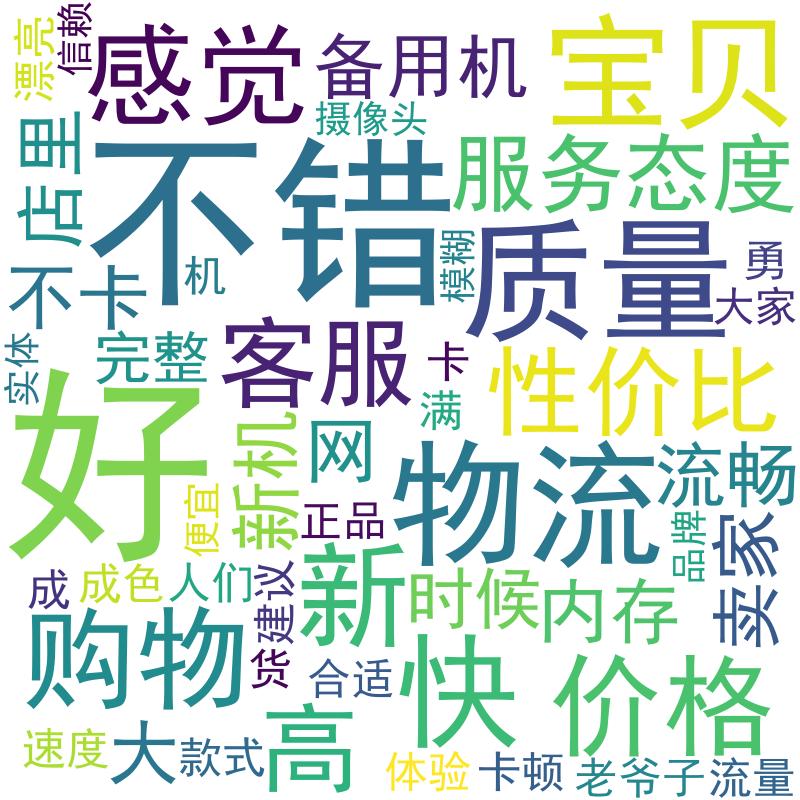 漂亮
信赖
感觉
备用机
宝贝
摄像头
店里
不错
服务态度
质量
模糊
勇
大家
不卡
机
实体
完整
客服
卡
性价比
满
好
新机
网
物流
流畅
便宜
正品
品牌
卖家
成
成色
人们
建议
新
时候
内存
购物
货
合适
快
价格
速度
大
款式
高
体验
卡顿
老爷子
流量